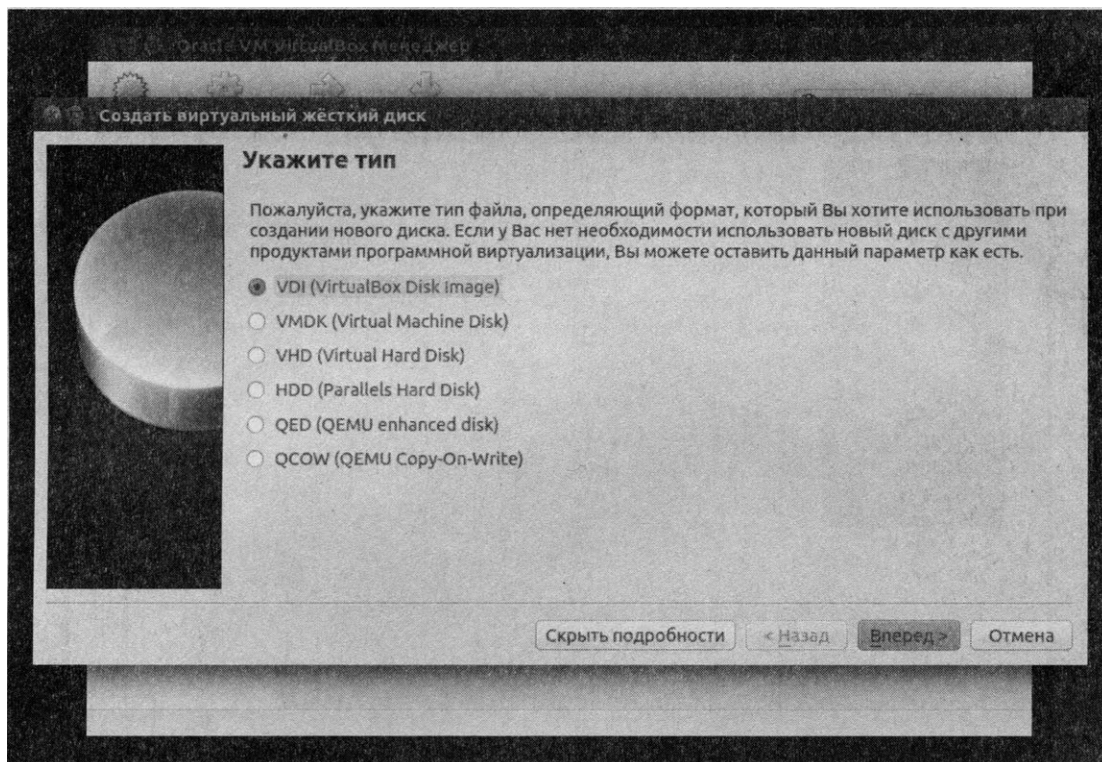 Oracle VM VirtualBox Менеджер
Создать виртуальный жёсткий диск
Укажите тип
Пожалуйста, укажите тип файла, определяющий формат, который Вы хотите использовать при
создании нового диска. Если у Вас нет необходимости использовать новый диск с другими
продуктами программной виртуализации, Вы можете оставить данный параметр как есть.
VDI (VirtualBox Disk Image)
VMDK (Virtual Machine Disk)
VHD (Virtual Hard Disk)
HDD (Parallels Hard Disk)
QED (QEMU enhanced disk)
QCOW (QEMU Copy-On-Write)
Скрыть подробности < Назад Вперед > Отмена